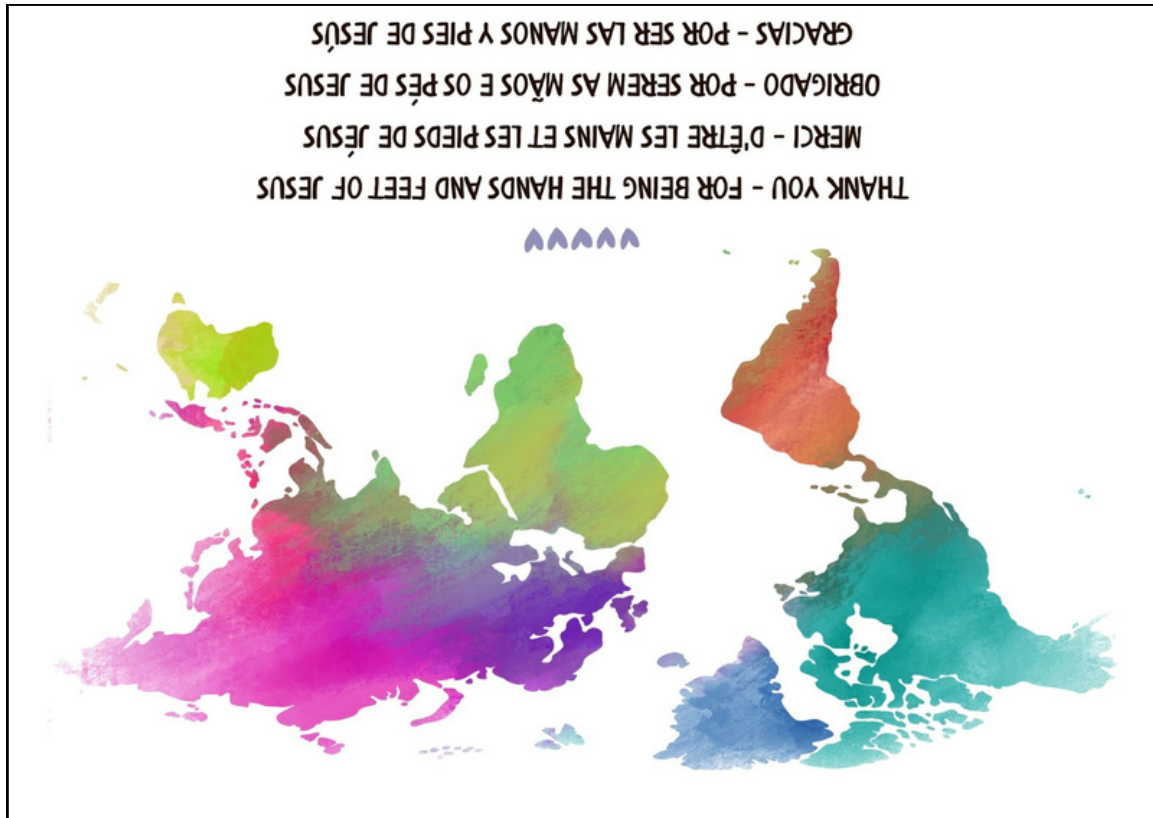 THANK YOU - FOR BEING THE HANDS AND FEET OF JESUS
MERCI - D'ÊTRE LES MAINS ET LES PIEDS DE JÉSUS
OBRIGADO - POR SEREM AS MÃOS E OS PÉS DE JESUS
GRACIAS - POR SER LAS MANOS Y PIES DE JESÚS